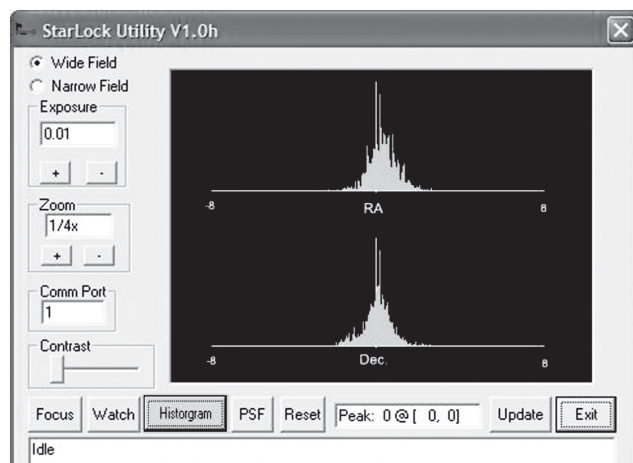 StarLock Utility V1.0h
Wide Field
Narrow Field
Exposure
0.01
+ -
Zoom
1/4x
+ -
Comm Port
1
Contrast
-8 RA 8
-8 Dec. 8
Focus Watch Historgram PSF Reset Peak: 0 @ [ 0, 0] Update Exit
Idle